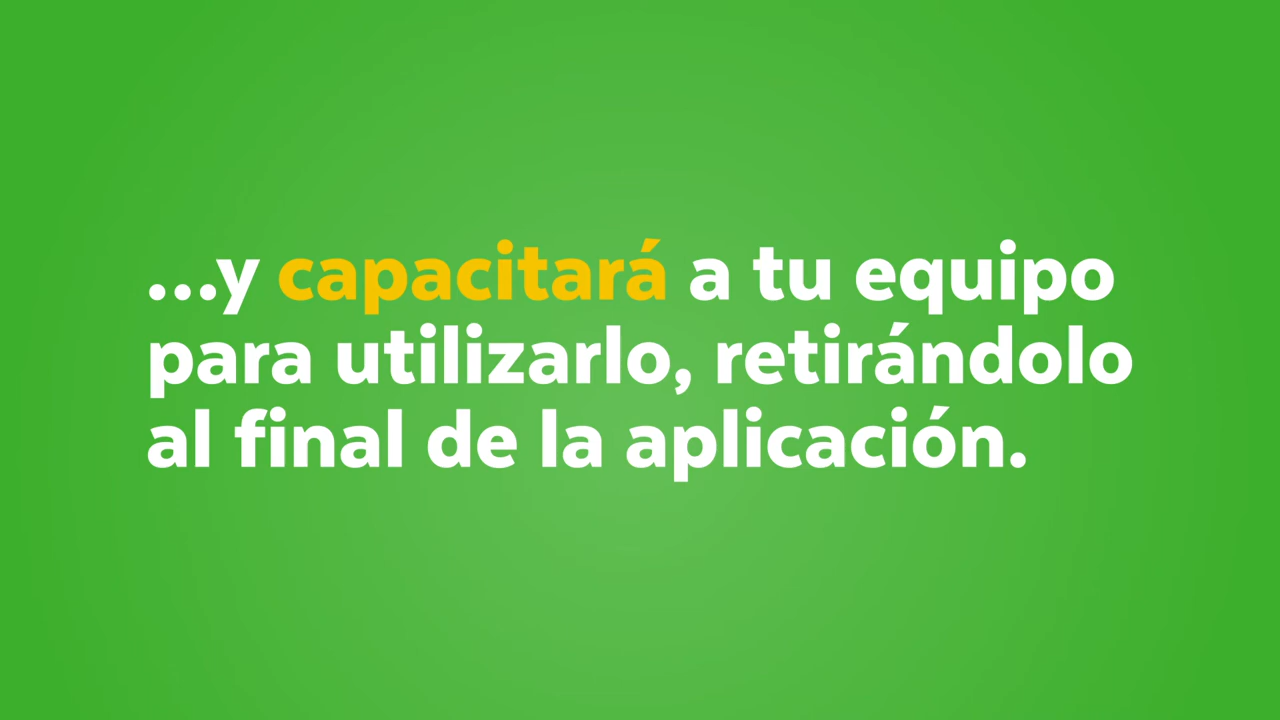 ...y capacitará a tu equipo
para utilizarlo, retirándolo
al final de la aplicación.